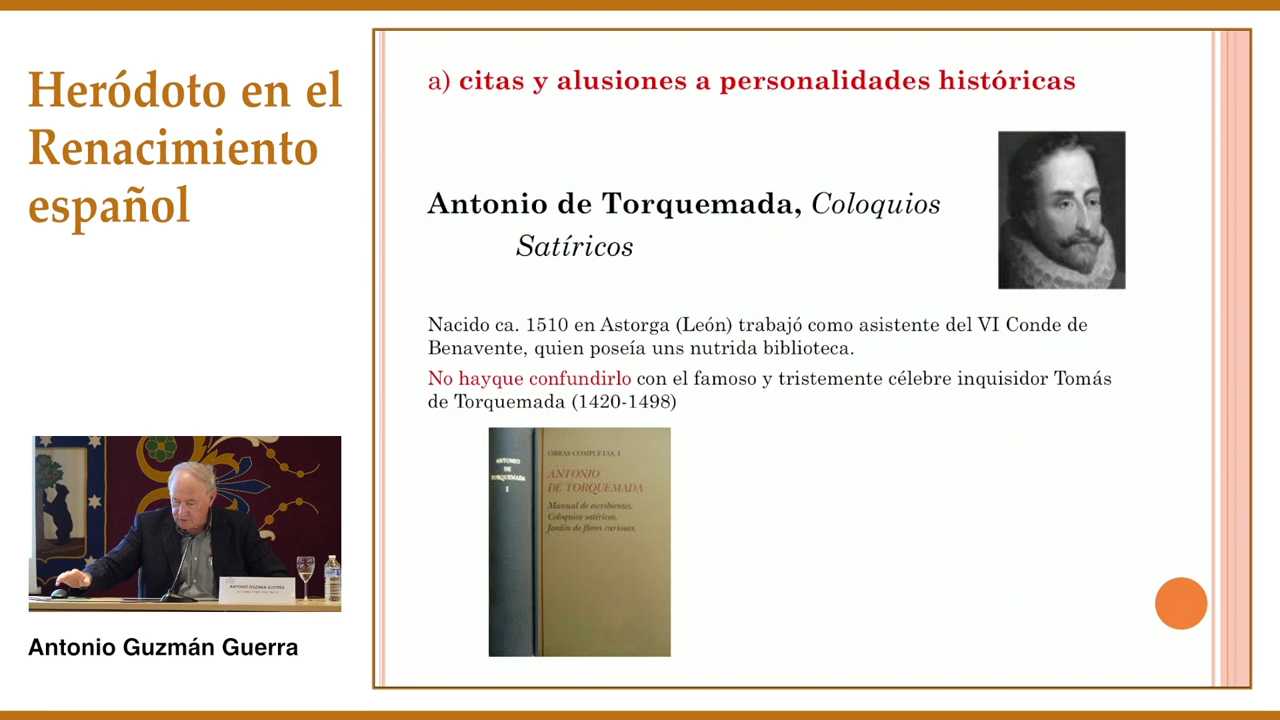 Heródoto en el
Renacimiento
español
a) citas y alusiones a personalidades históricas
Antonio de Torquemada, Coloquios
Satíricos
Nacido ca. 1510 en Astorga (León) trabajó como asistente del VI Conde de
Benavente, quien poseía uns nutrida biblioteca.
No hayque confundirlo con el famoso y tristemente célebre inquisidor Tomás
de Torquemada (1420-1498)
ANTONIO
DE
TORQUEMADA
I
OBRAS COMPLETAS, I
ANTONIO
DE TORQUEMADA
Manual de escribientes.
Coloquios satíricos.
Jardín de flores curiosas.
ANTONIO GUZMÁN GUERRA
Antonio Guzmán Guerra